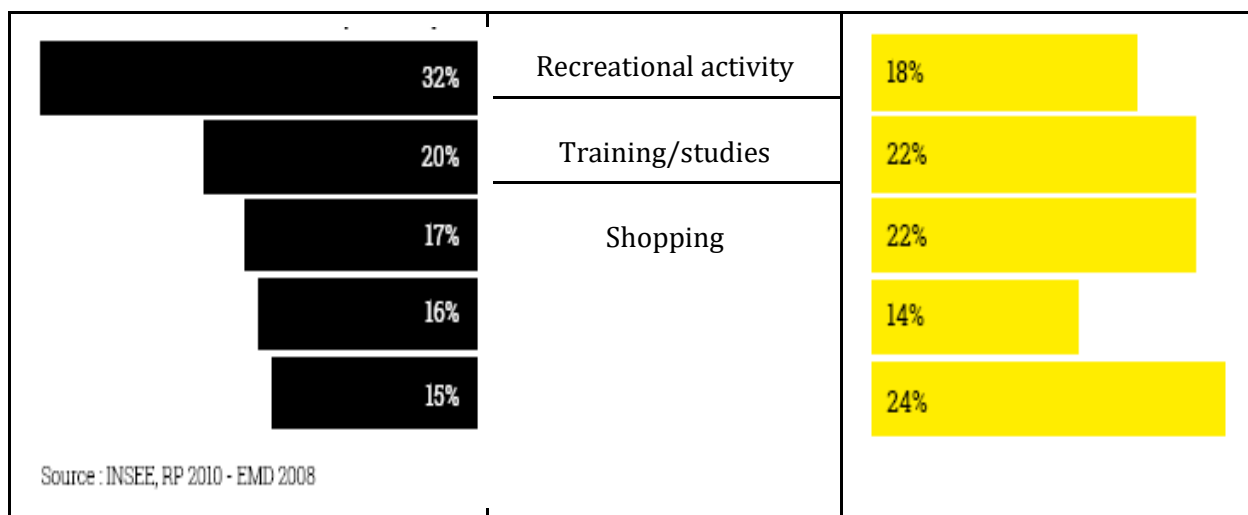 32% Recreational activity 18%
20% Training/studies 22%
17% Shopping 22%
16% 14%
15% 24%
Source : INSEE, RP 2010 - EMD 2008